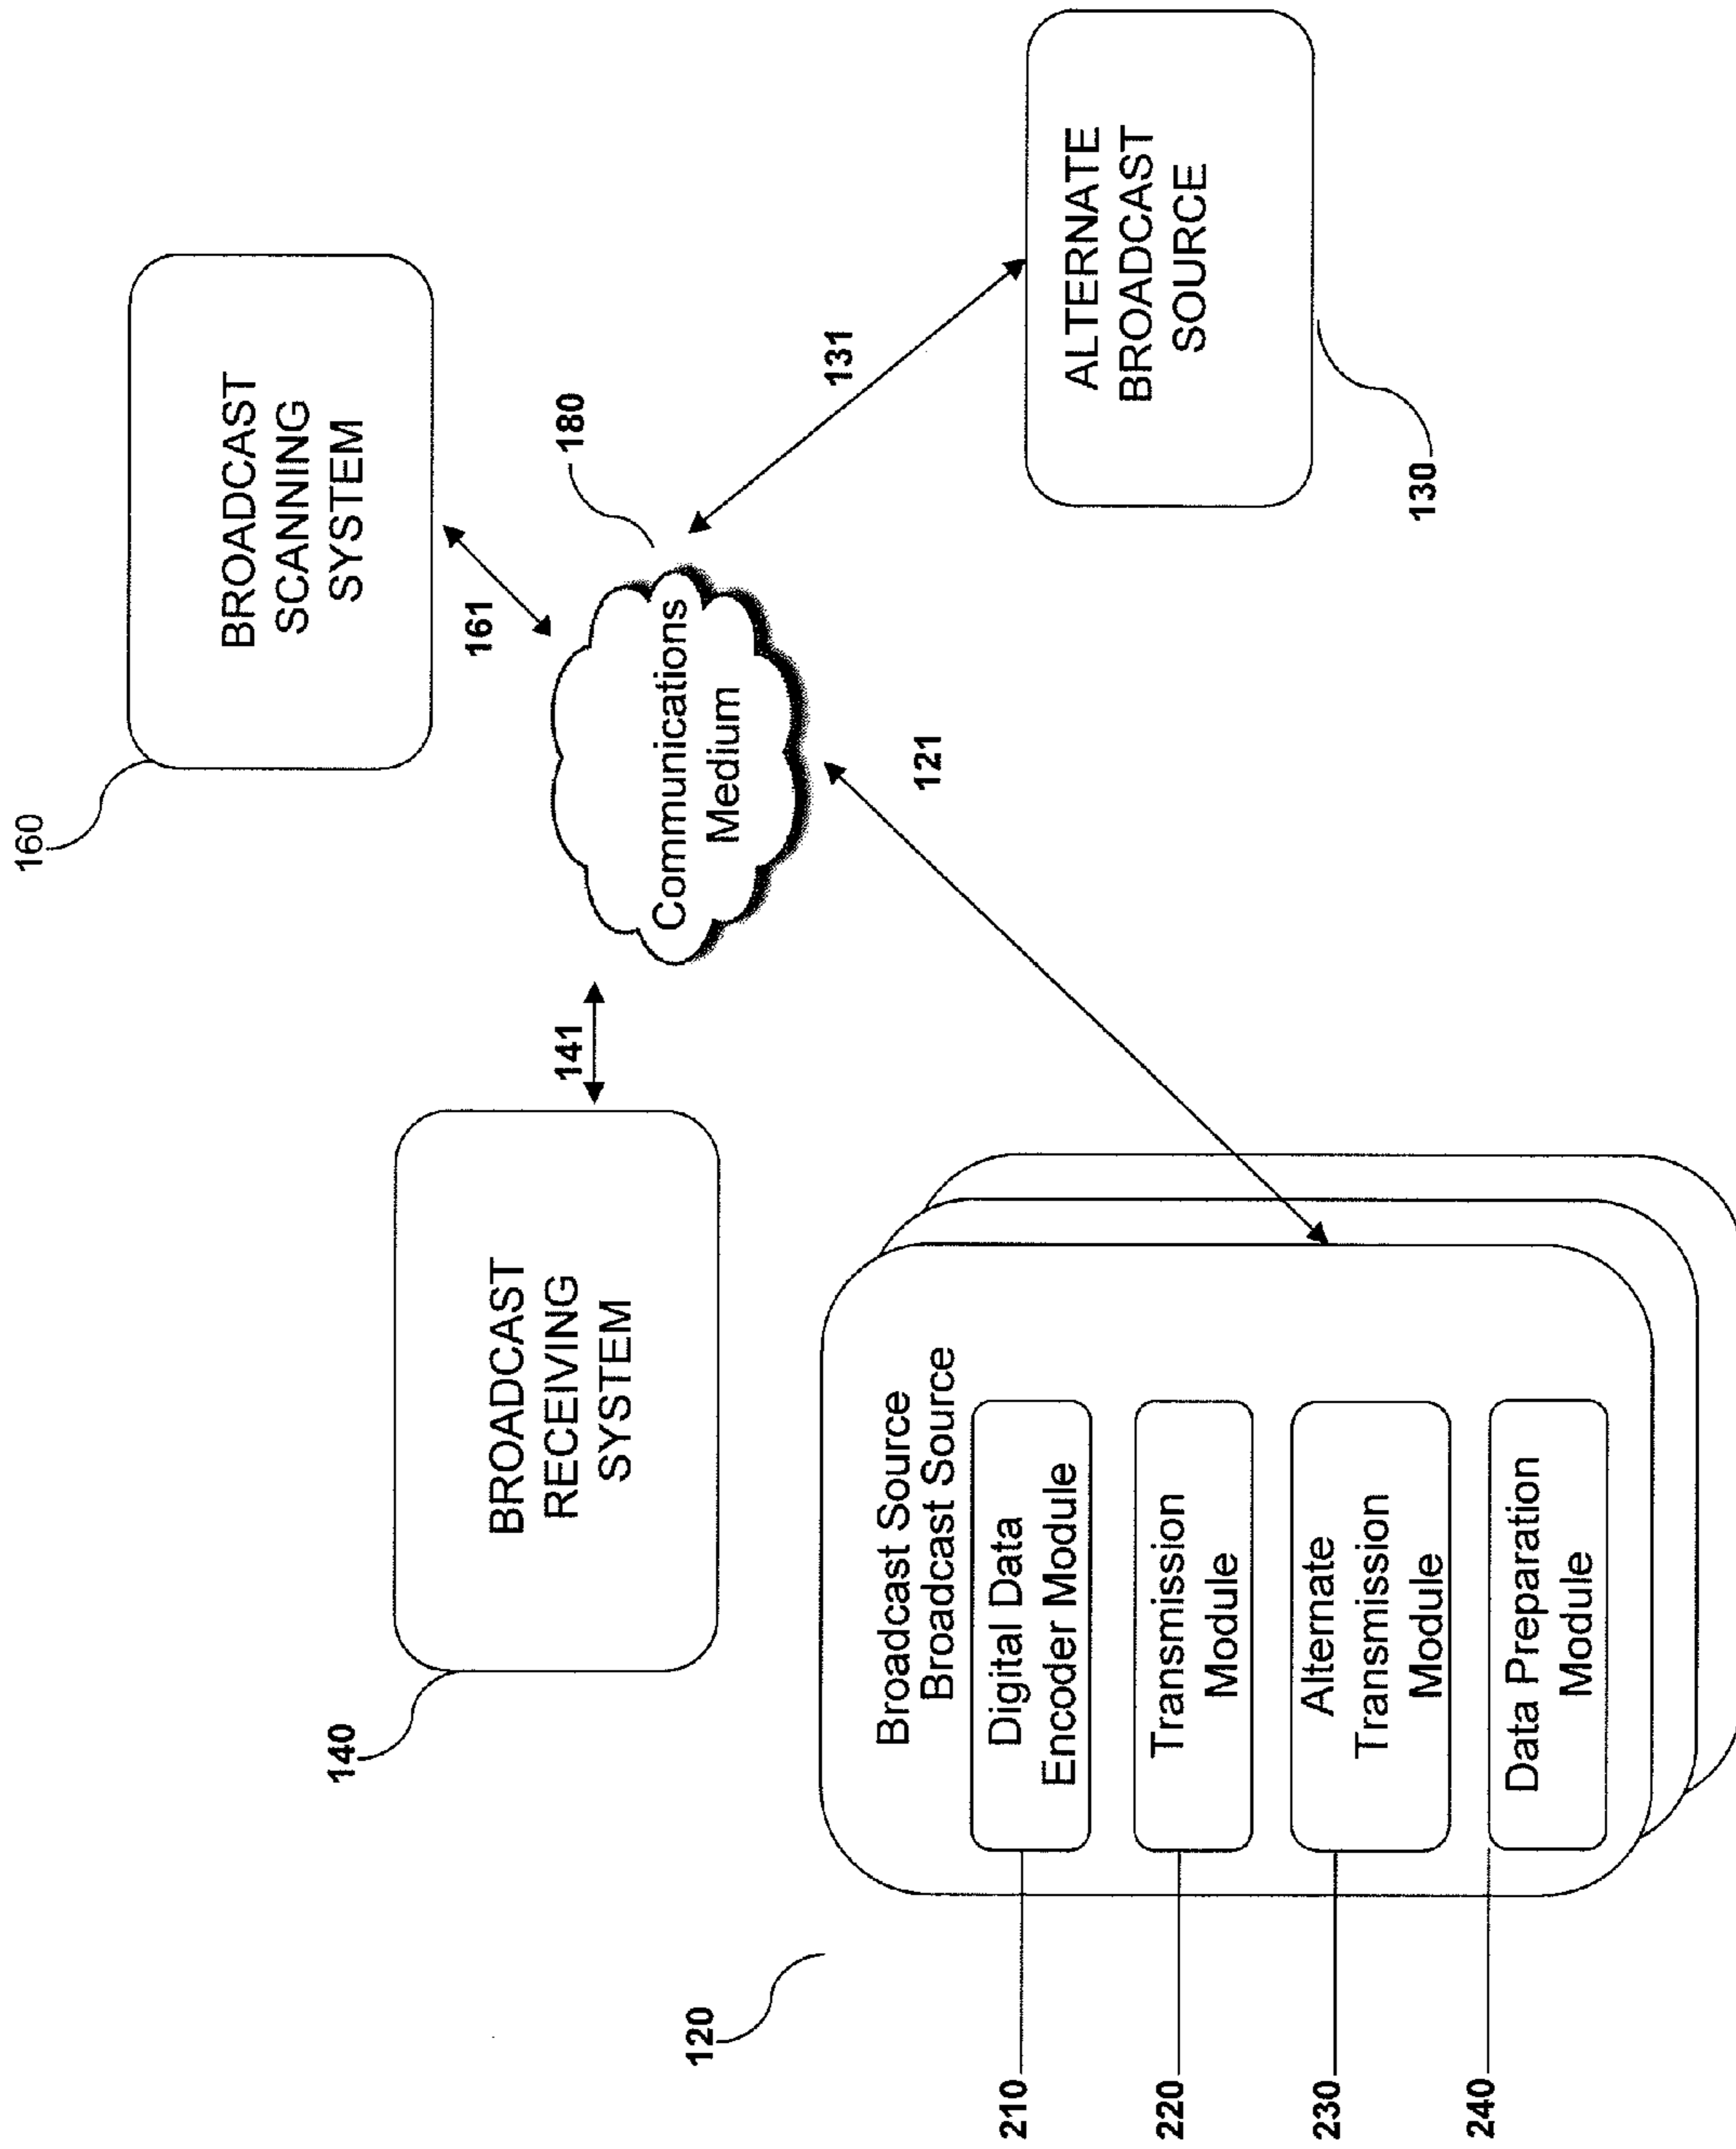 160
BROADCAST
SCANNING
SYSTEM
161
180
140
BROADCAST
RECEIVING
SYSTEM
141
Communications
Medium
131
121
120
Broadcast Source
Broadcast Source
210
Digital Data
Encoder Module
220
Transmission
Module
230
Alternate
Transmission
Module
240
Data Preparation
Module
ALTERNATE
BROADCAST
SOURCE
130